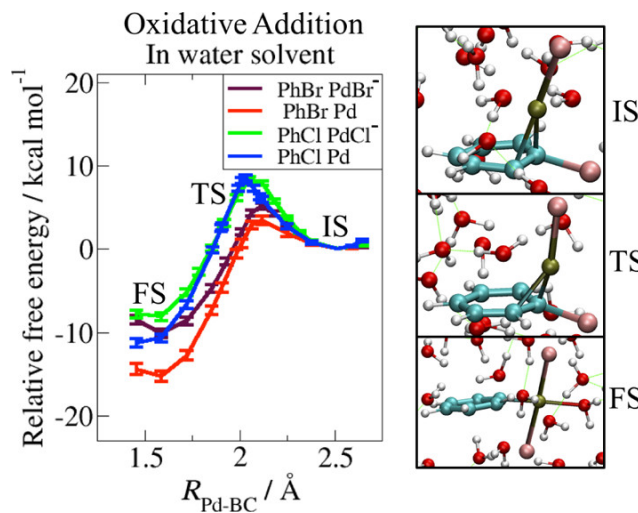 Oxidative Addition
In water solvent
Relative free energy / kcal mol⁻¹
20
10
0
-10
-20
PhBr PdBr⁻
PhBr Pd
PhCl PdCl⁻
PhCl Pd
TS
IS
FS
1.5
2
2.5
R Pd-BC / Å
IS
TS
FS